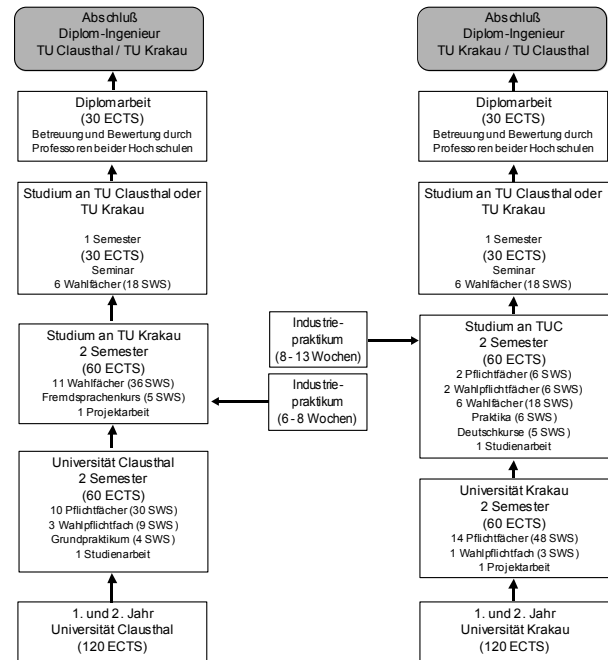 Abschluß
Diplom-Ingenieur
TU Clausthal / TU Krakau
Diplomarbeit
(30 ECTS)
Betreuung und Bewertung durch
Professoren beider Hochschulen
Studium an TU Clausthal oder
TU Krakau
1 Semester
(30 ECTS)
Seminar
6 Wahlfächer (18 SWS)
Studium an TU Krakau
2 Semester
(60 ECTS)
11 Wahlfächer (36 SWS)
Fremdsprachenkurs (5 SWS)
1 Projektarbeit
Universität Clausthal
2 Semester
(60 ECTS)
10 Pflichtfächer (30 SWS)
3 Wahlpflichtfach (9 SWS)
Grundpraktikum (4 SWS)
1 Studienarbeit
1. und 2. Jahr
Universität Clausthal
(120 ECTS)
Industrie-
praktikum
(8 - 13 Wochen)
Industrie-
praktikum
(6 - 8 Wochen)
Abschluß
Diplom-Ingenieur
TU Krakau / TU Clausthal
Diplomarbeit
(30 ECTS)
Betreuung und Bewertung durch
Professoren beider Hochschulen
Studium an TU Clausthal oder
TU Krakau
1 Semester
(30 ECTS)
Seminar
6 Wahlfächer (18 SWS)
Studium an TUC
2 Semester
(60 ECTS)
2 Pflichtfächer (6 SWS)
2 Wahlpflichtfächer (6 SWS)
6 Wahlfächer (18 SWS)
Praktika (6 SWS)
Deutschkurse (5 SWS)
1 Studienarbeit
Universität Krakau
2 Semester
(60 ECTS)
14 Pflichtfächer (48 SWS)
1 Wahlpflichtfach (3 SWS)
1 Projektarbeit
1. und 2. Jahr
Universität Krakau
(120 ECTS)